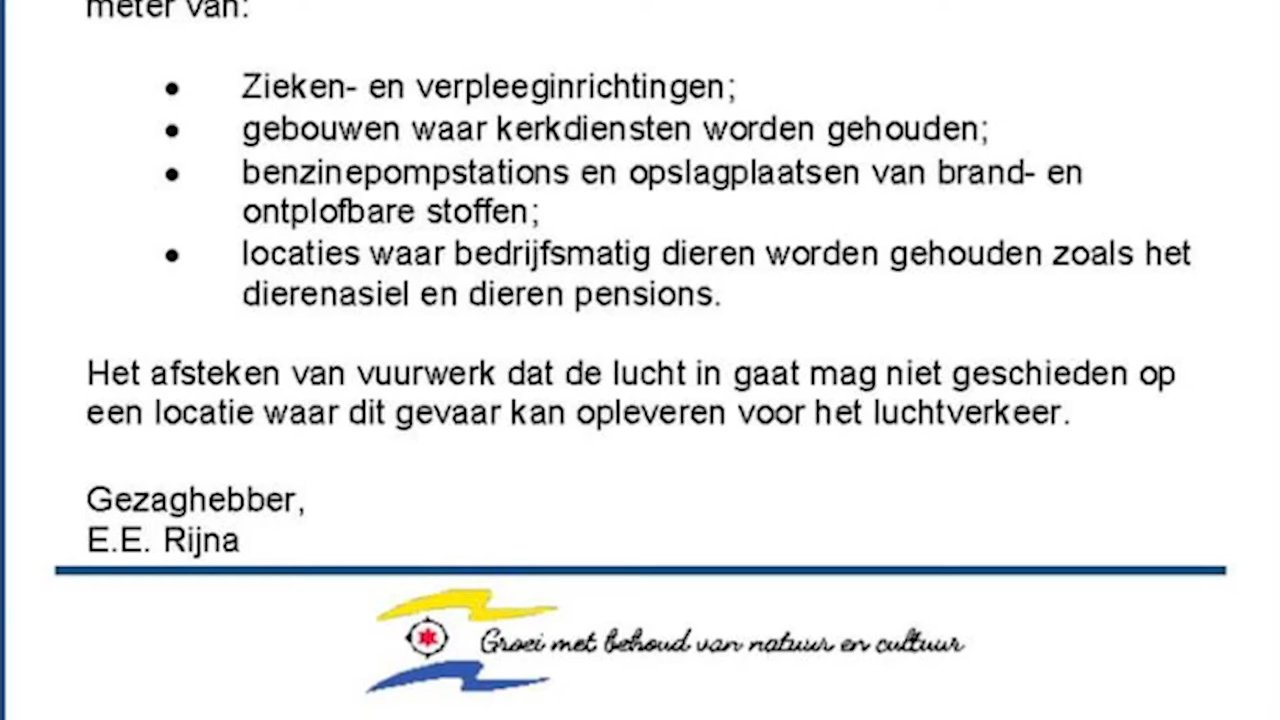 meter van:
• Zieken- en verpleeginrichtingen;
• gebouwen waar kerkdiensten worden gehouden;
• benzinepompstations en opslagplaatsen van brand- en
ontplofbare stoffen;
• locaties waar bedrijfsmatig dieren worden gehouden zoals het
dierenasiel en dieren pensions.
Het afsteken van vuurwerk dat de lucht in gaat mag niet geschieden op
een locatie waar dit gevaar kan opleveren voor het luchtverkeer.
Gezaghebber,
E.E. Rijna
Groei met behoud van natuur en cultuur